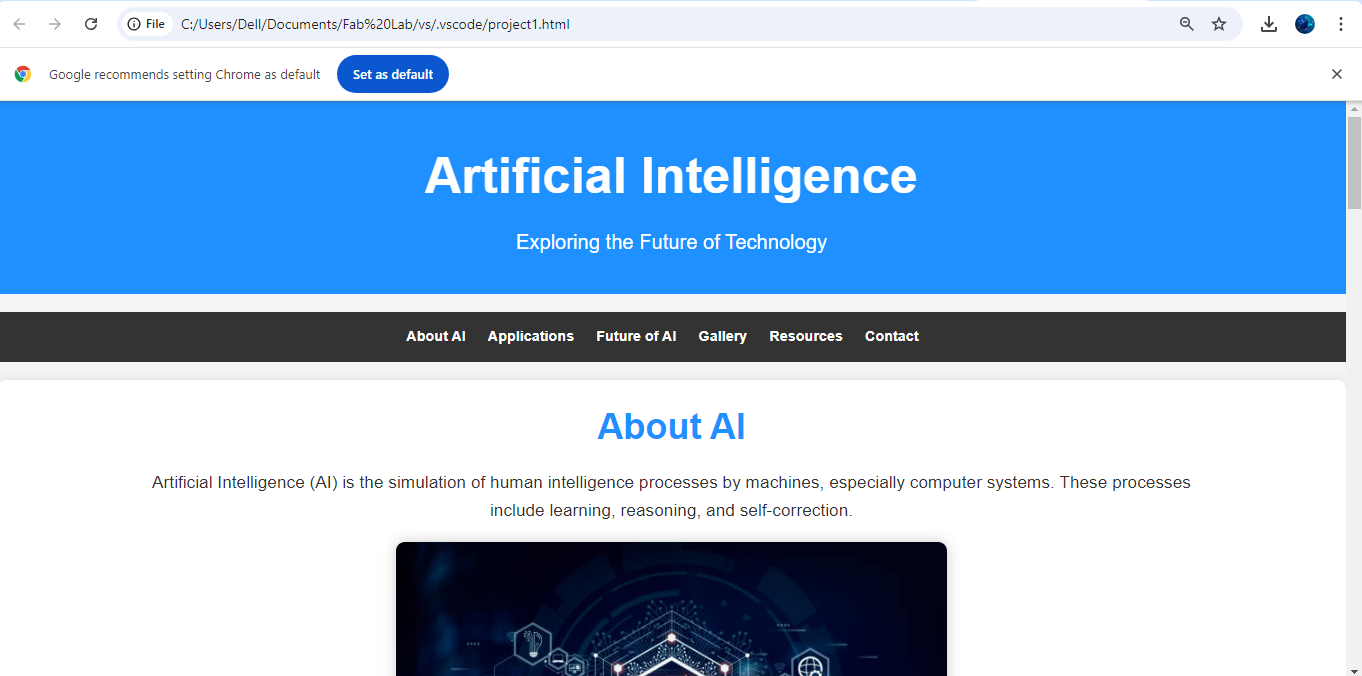 File C:/Users/Dell/Documents/Fab%20Lab/vs/.vscode/project1.html
Google recommends setting Chrome as default Set as default
Artificial Intelligence
Exploring the Future of Technology
About AI Applications Future of AI Gallery Resources Contact
About AI
Artificial Intelligence (AI) is the simulation of human intelligence processes by machines, especially computer systems. These processes
include learning, reasoning, and self-correction.